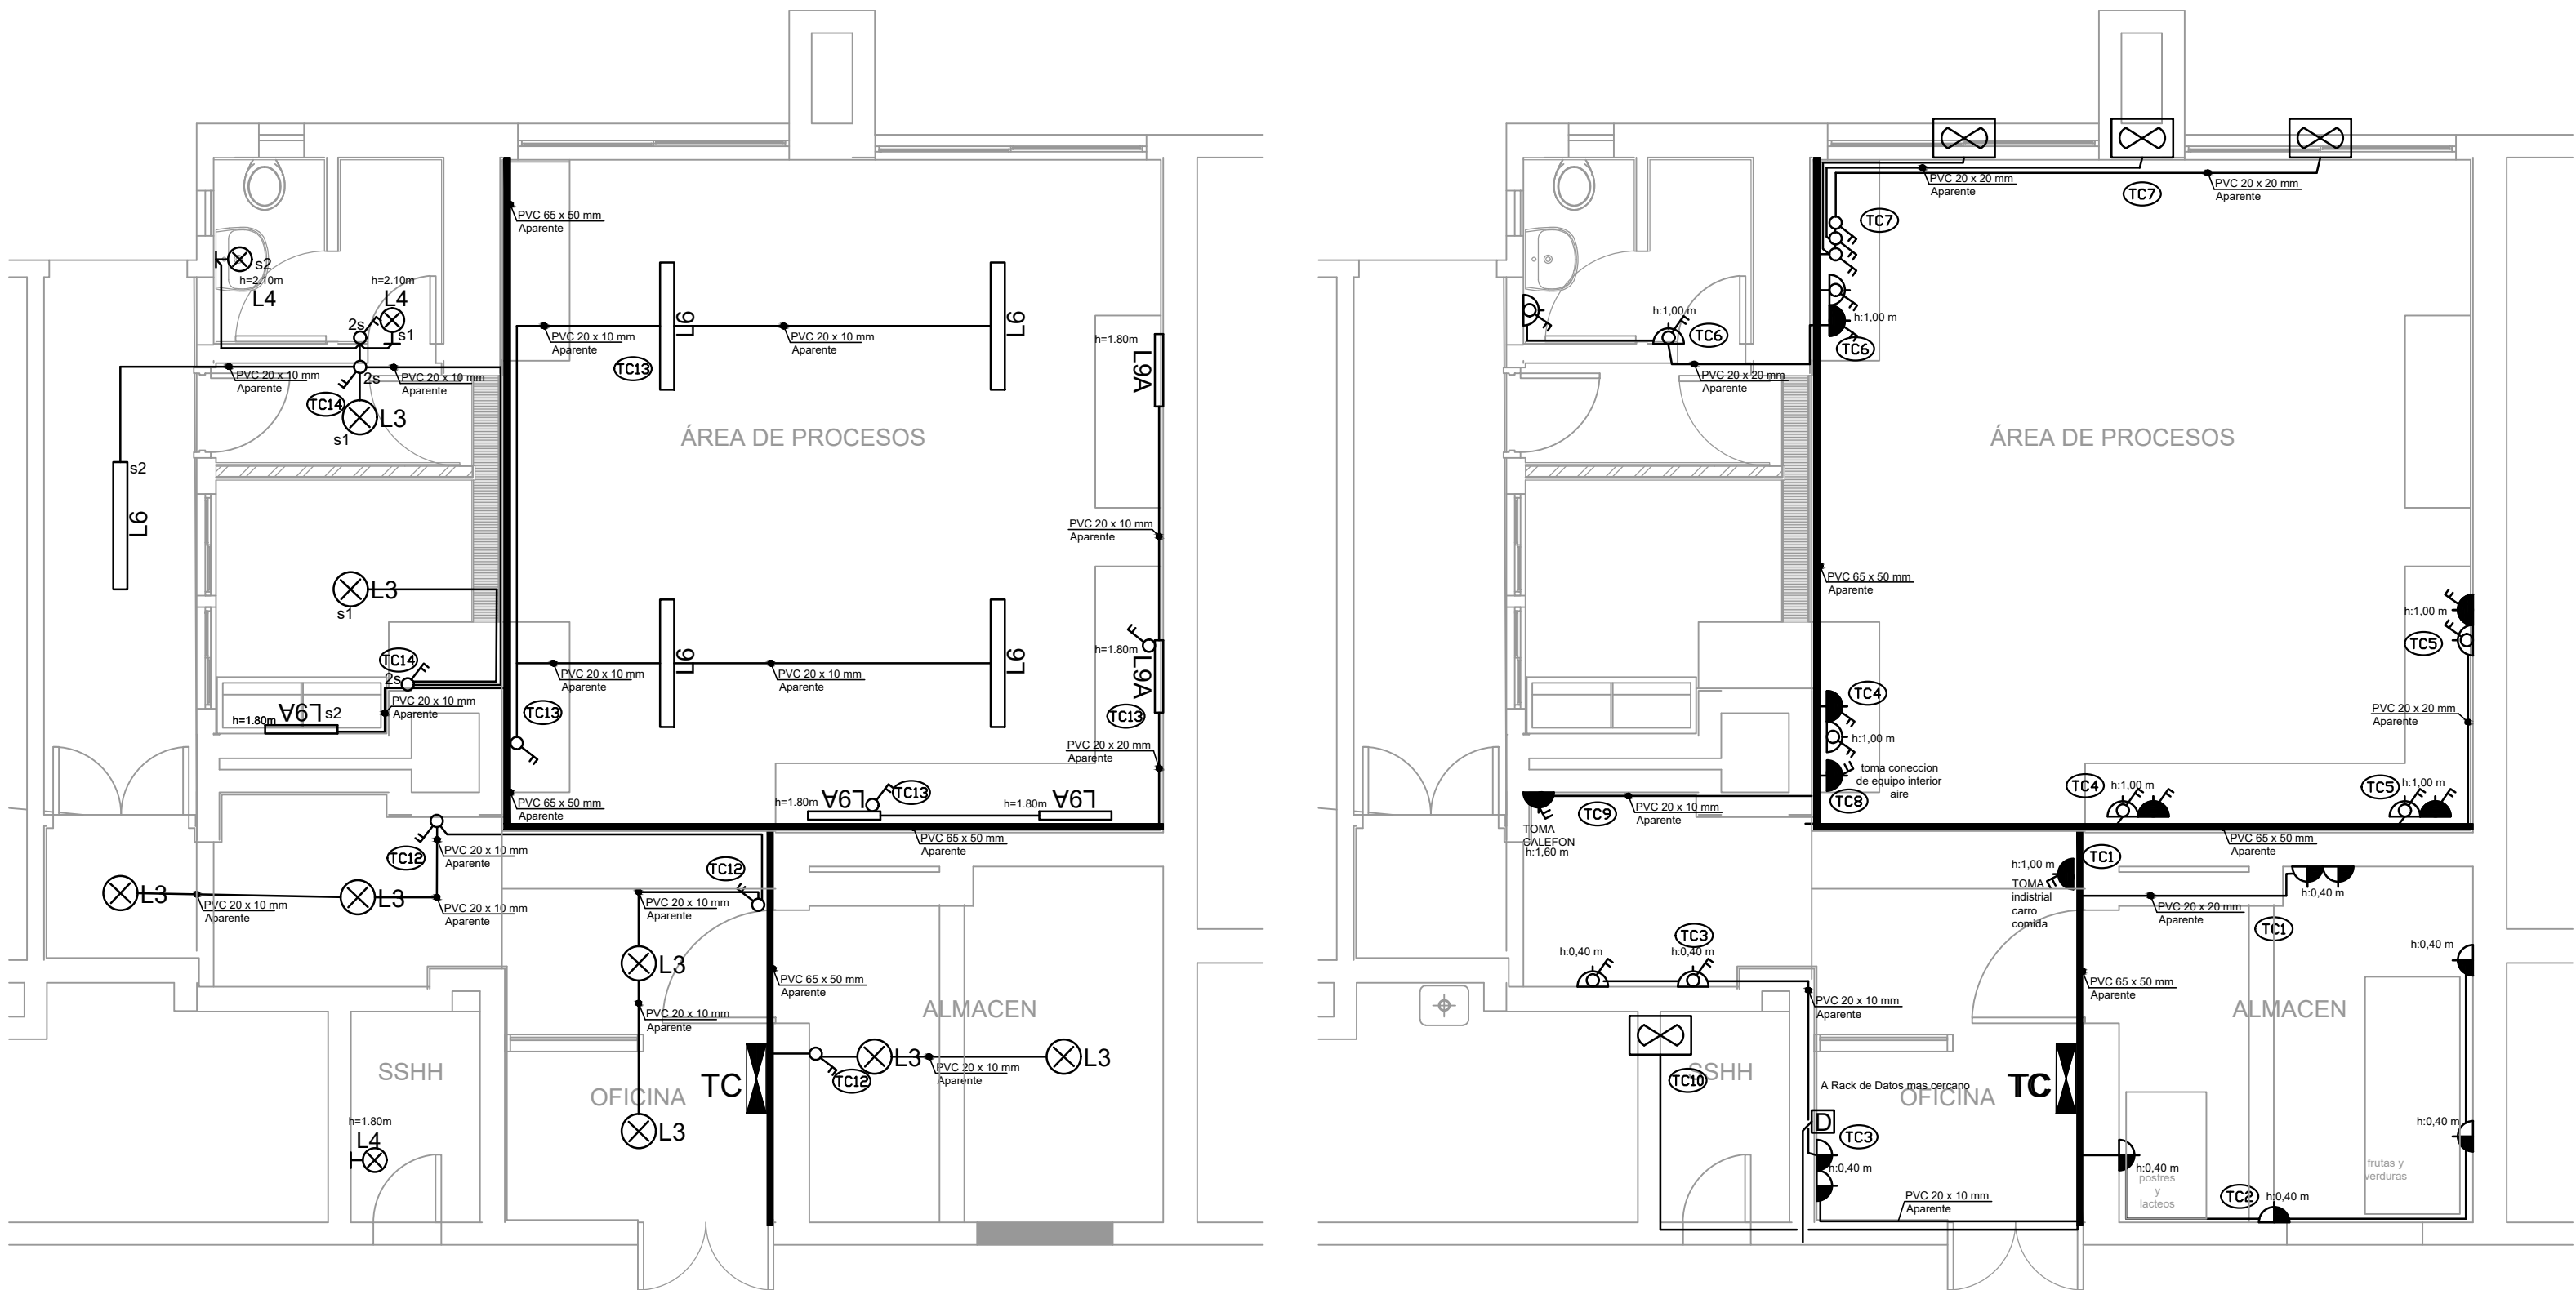 PVC 65 x 50 mm
Aparente
s2
h=2.10m
L4
h=2.10m
L4
2s
s1
PVC 20 x 10 mm
Aparente
2s
PVC 20 x 10 mm
Aparente
TC14
L3
s1
L6
PVC 20 x 10 mm
Aparente
TC13
PVC 20 x 10 mm
Aparente
L6
h=1.80m
L9A
ÁREA DE PROCESOS
s2
L6
PVC 20 x 10 mm
Aparente
L3
s1
TC14
2s
PVC 20 x 10 mm
Aparente
L9A
s2
h=1.80m
L6
PVC 20 x 10 mm
Aparente
PVC 20 x 10 mm
Aparente
L6
h=1.80m
L9A
TC13
TC13
PVC 20 x 20 mm
Aparente
h=1.80m
L9A
TC13
h=1.80m
L9A
PVC 65 x 50 mm
Aparente
PVC 65 x 50 mm
Aparente
TC12
PVC 20 x 10 mm
Aparente
TC12
L3
PVC 20 x 10 mm
Aparente
L3
PVC 20 x 10 mm
Aparente
PVC 20 x 10 mm
Aparente
L3
PVC 65 x 50 mm
Aparente
PVC 20 x 10 mm
Aparente
ALMACEN
L3
PVC 20 x 10 mm
Aparente
L3
TC12
SSHH
OFICINA
TC
L3
h=1.80m
L4
PVC 20 x 20 mm
Aparente
TC7
PVC 20 x 20 mm
Aparente
TC7
h:1,00 m
TC6
h:1,00 m
TC6
PVC 20 x 20 mm
Aparente
ÁREA DE PROCESOS
PVC 65 x 50 mm
Aparente
h:1,00 m
TC5
TC4
h:1,00 m
PVC 20 x 20 mm
Aparente
toma coneccion
de equipo interior
aire
TC8
TC4
h:1,00 m
TC5
h:1,00 m
TC9
PVC 20 x 10 mm
Aparente
TOMA
CALEFON
h:1,60 m
PVC 65 x 50 mm
Aparente
h:1,00 m
TC1
TOMA
indistrial
carro
comida
h:0,40 m
PVC 20 x 20 mm
Aparente
TC1
TC3
h:0,40 m
h:0,40 m
h:0,40 m
PVC 65 x 50 mm
Aparente
PVC 20 x 10 mm
Aparente
ALMACEN
SSHH
TC10
A Rack de Datos mas cercano
OFICINA
TC
D
TC3
h:0,40 m
h:0,40 m
h:0,40 m
postres
y
lacteos
frutas y
verduras
PVC 20 x 10 mm
Aparente
TC2
h:0,40 m